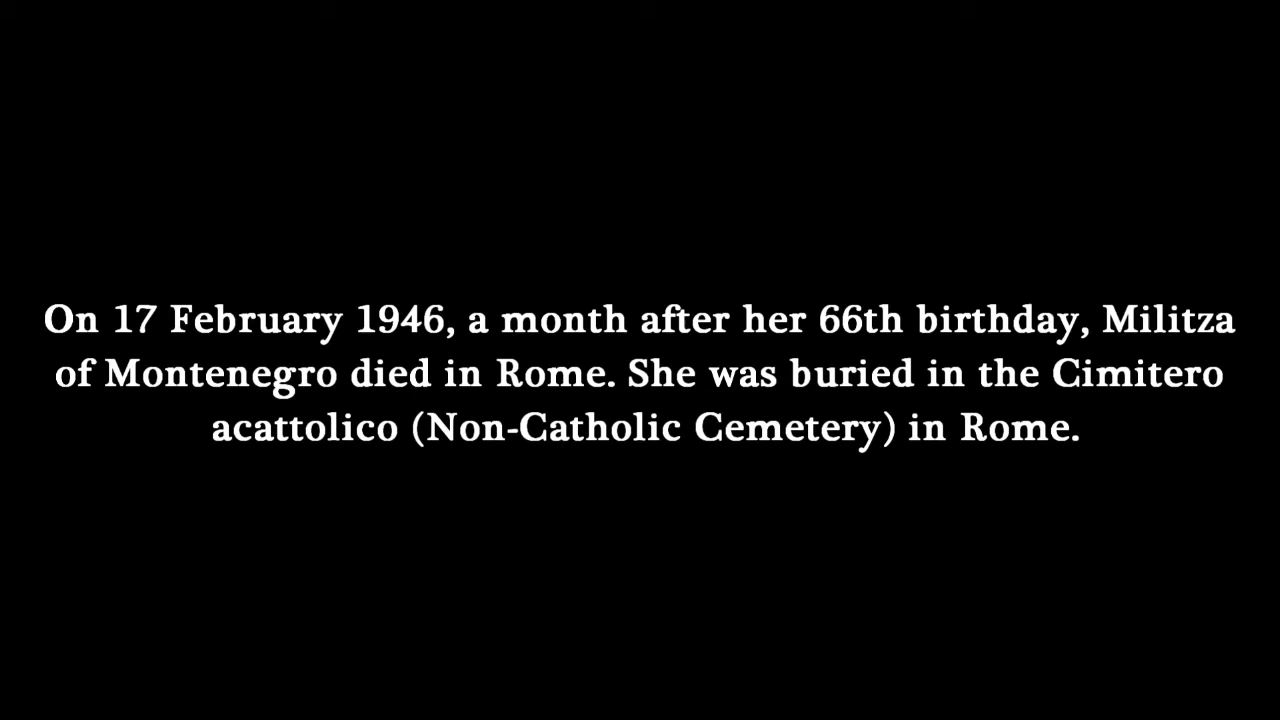 On 17 February 1946, a month after her 66th birthday, Militza
of Montenegro died in Rome. She was buried in the Cimitero
acattolico (Non-Catholic Cemetery) in Rome.